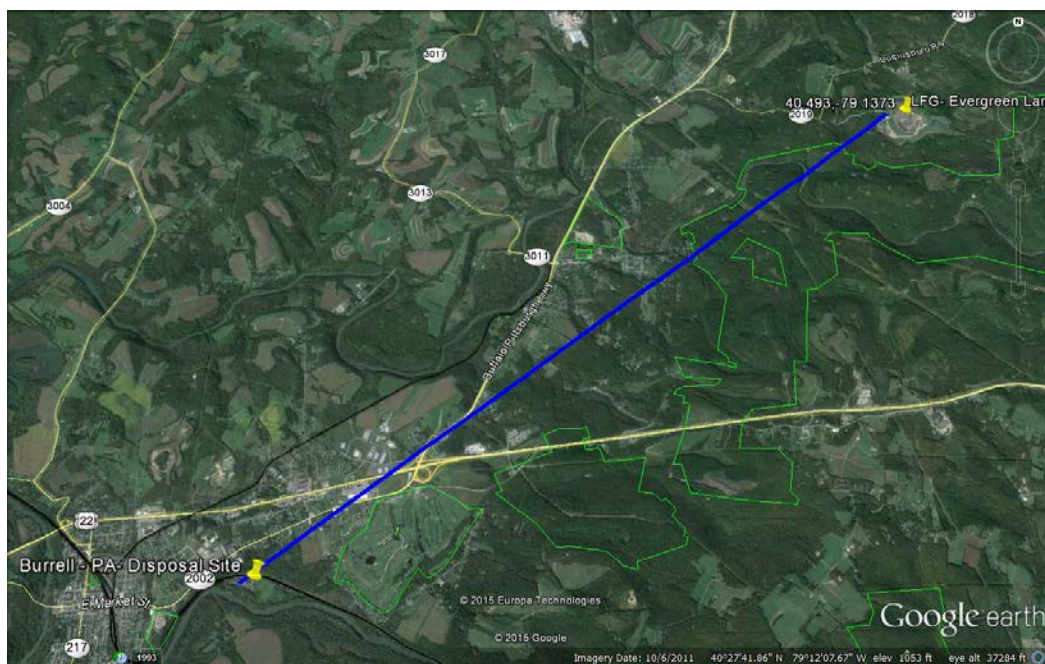 2018
3017
N
40.493,-79.1373
LFG- Evergreen Lan
2019
3004
3013
3011
Buffalo Pittsburgh Hwy
22
Burrell - PA- Disposal Site
2002
E Market St
© 2015 Europa Technologies
© 2015 Google
Google earth
217
1993
Imagery Date: 10/6/2011 40°27'41.86" N 79°12'07.67" W elev 1053 ft eye alt 37284 ft